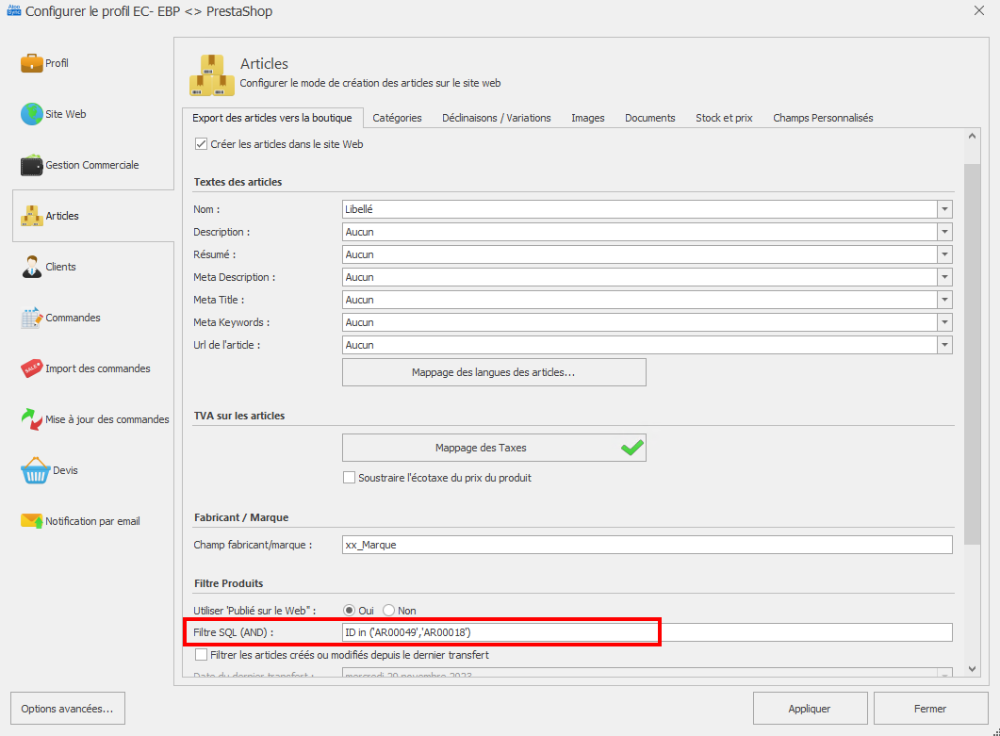 Atoo Sync Configurer le profil EC- EBP <> PrestaShop
Profil
Site Web
Gestion Commerciale
Articles
Clients
Commandes
Import des commandes
Mise à jour des commandes
Devis
Notification par email
Articles
Configurer le mode de création des articles sur le site web
Export des articles vers la boutique Catégories Déclinaisons / Variations Images Documents Stock et prix Champs Personnalisés
Créer les articles dans le site Web
Textes des articles
Nom : Libellé
Description : Aucun
Résumé : Aucun
Meta Description : Aucun
Meta Title : Aucun
Meta Keywords : Aucun
Url de l'article : Aucun
Mappage des langues des articles...
TVA sur les articles
Mappage des Taxes
Soustraire l'écotaxe du prix du produit
Fabricant / Marque
Champ fabricant/marque : xx_Marque
Filtre Produits
Utiliser 'Publié sur le Web" : Oui Non
Filtre SQL (AND) : ID in ('AR00049','AR00018')
Filtrer les articles créés ou modifiés depuis le dernier transfert
Date du dernier transfert : mercredi 29 novembre 2023
Options avancées... Appliquer Fermer